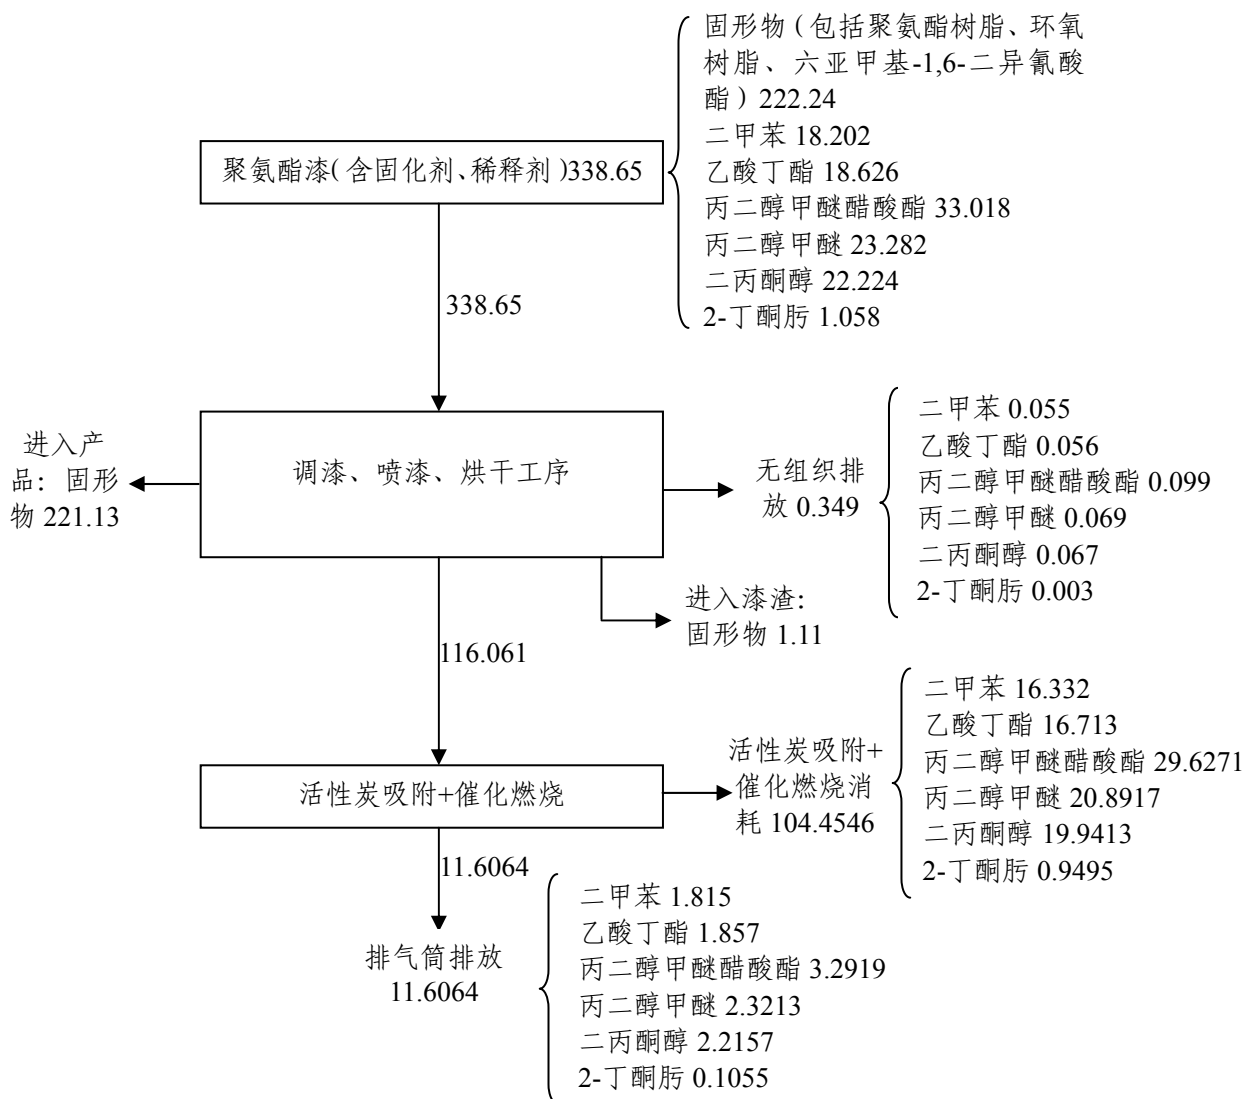 固形物（包括聚氨酯树脂、环氧
树脂、六亚甲基-1,6-二异氰酸
酯）222.24
二甲苯 18.202
乙酸丁酯 18.626
丙二醇甲醚醋酸酯 33.018
丙二醇甲醚 23.282
二丙酮醇 22.224
2-丁酮肟 1.058
聚氨酯漆（含固化剂、稀释剂）338.65
338.65
进入产
品：固形
物 221.13
调漆、喷漆、烘干工序
无组织排
放 0.349
二甲苯 0.055
乙酸丁酯 0.056
丙二醇甲醚醋酸酯 0.099
丙二醇甲醚 0.069
二丙酮醇 0.067
2-丁酮肟 0.003
进入漆渣：
固形物 1.11
116.061
活性炭吸附+催化燃烧
活性炭吸附+
催化燃烧消
耗 104.4546
二甲苯 16.332
乙酸丁酯 16.713
丙二醇甲醚醋酸酯 29.6271
丙二醇甲醚 20.8917
二丙酮醇 19.9413
2-丁酮肟 0.9495
11.6064
排气筒排放
11.6064
二甲苯 1.815
乙酸丁酯 1.857
丙二醇甲醚醋酸酯 3.2919
丙二醇甲醚 2.3213
二丙酮醇 2.2157
2-丁酮肟 0.1055